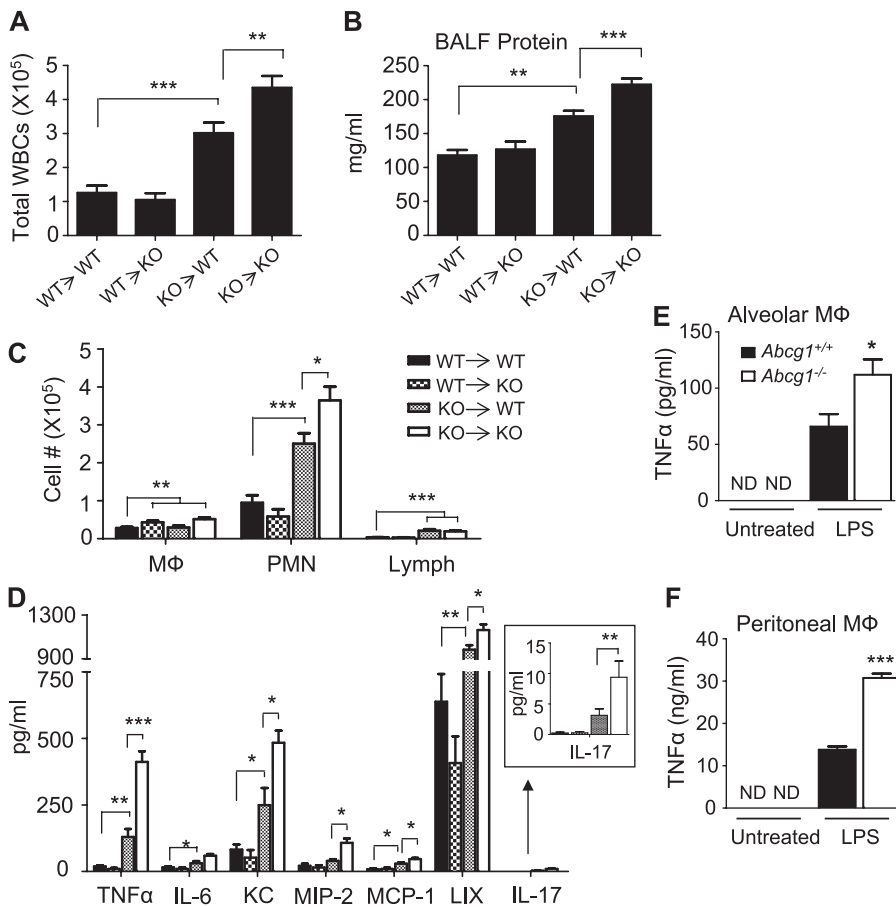 A
Total WBCs (X10⁵)
5
4
3
2
1
0
***
**
WT> WT
WT> KO
KO> WT
KO> KO
B
BALF Protein
mg/ml
250
200
150
100
50
0
**
***
WT> WT
WT> KO
KO> WT
KO> KO
C
Cell # (X10⁵)
5
4
3
2
1
0
**
***
*
***
MΦ
PMN
Lymph
WT→ WT
WT→ KO
KO→ WT
KO→ KO
D
pg/ml
1300
900
750
500
250
0
**
***
*
*
*
*
*
*
**
*
TNFα
IL-6
KC
MIP-2
MCP-1
LIX
IL-17
pg/ml
15
10
5
0
**
IL-17
E
Alveolar MΦ
TNFα (pg/ml)
150
100
50
0
Abcg1⁺/⁺
Abcg1⁻/⁻
*
ND ND
Untreated
LPS
F
Peritoneal MΦ
TNFα (ng/ml)
40
30
20
10
0
***
ND ND
Untreated
LPS